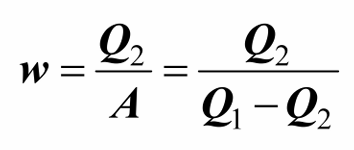 w = Q₂/A = Q₂/(Q₁ − Q₂)